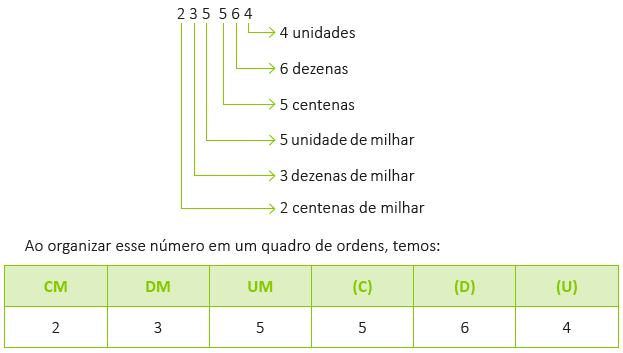 2 3 5 5 6 4
4 unidades
6 dezenas
5 centenas
5 unidade de milhar
3 dezenas de milhar
2 centenas de milhar
Ao organizar esse número em um quadro de ordens, temos:
CM DM UM (C) (D) (U)
2 3 5 5 6 4